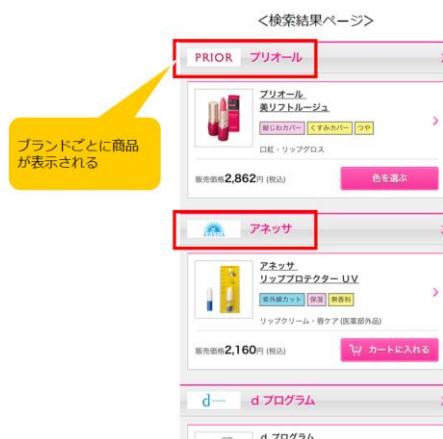 ＜検索結果ページ＞
PRIOR プリオール
プリオール
美リフトルージュ
縦じわカバー くすみカバー つや
口紅・リップグロス
販売価格2,862円 (税込)
色を選ぶ
ブランドごとに商品
が表示される
アネッサ
アネッサ
リッププロテクター UV
紫外線カット 保湿 無香料
リップクリーム・唇ケア(医薬部外品)
販売価格2,160円 (税込)
カートに入れる
d プログラム
d プログラム